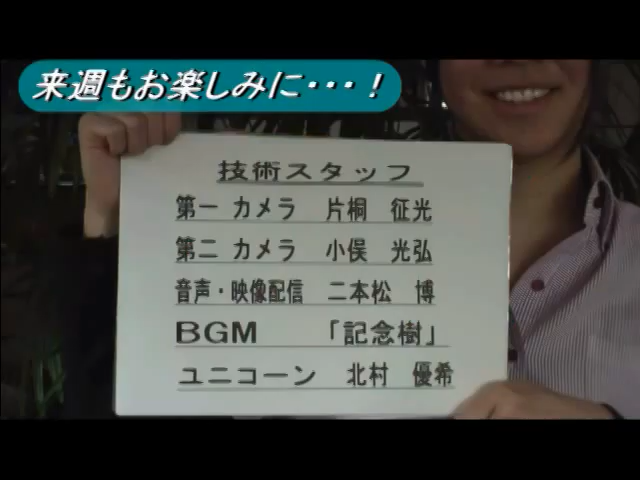 来週もお楽しみに・・・！
技術スタッフ
第一 カメラ 片桐 征光
第二 カメラ 小俣 光弘
音声・映像配信 二本松 博
BGM 「記念樹」
ユニコーン 北村 優希